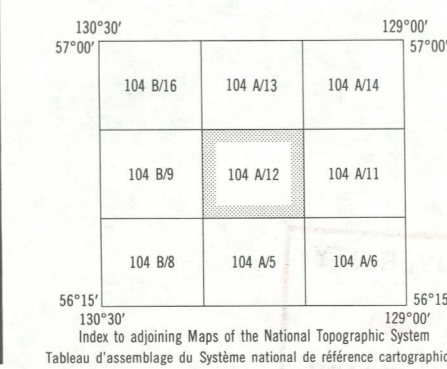 130°30′ 129°00′
57°00′ 57°00′
104 B/16 104 A/13 104 A/14
104 B/9 104 A/12 104 A/11
104 B/8 104 A/5 104 A/6
56°15′ 56°15
130°30′ 129°00′
Index to adjoining Maps of the National Topographic System
Tableau d'assemblage du Système national de référence cartographic